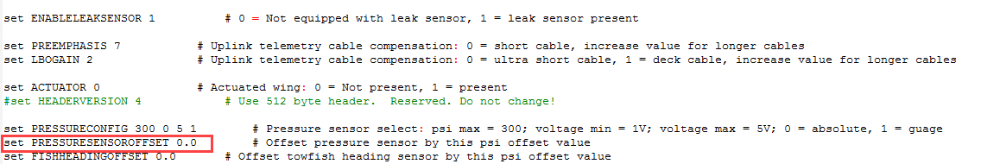 set ENABLELEAKSENSOR 1 # 0 = Not equipped with leak sensor, 1 = leak sensor present
set PREEMPHASIS 7 # Uplink telemetry cable compensation: 0 = short cable, increase value for longer cables
set LBOGAIN 2 # Uplink telemetry cable compensation: 0 = ultra short cable, 1 = deck cable, increase value for longer cables
set ACTUATOR 0 # Actuated wing: 0 = Not present, 1 = present
#set HEADERVERSION 4 # Use 512 byte header. Reserved. Do not change!
set PRESSURECONFIG 300 0 5 1 # Pressure sensor select: psi max = 300; voltage min = 1V; voltage max = 5V; 0 = absolute, 1 = guage
set PRESSURESENSOROFFSET 0.0 # Offset pressure sensor by this psi offset value
set FISHHEADINGOFFSET 0.0 # Offset towfish heading sensor by this psi offset value